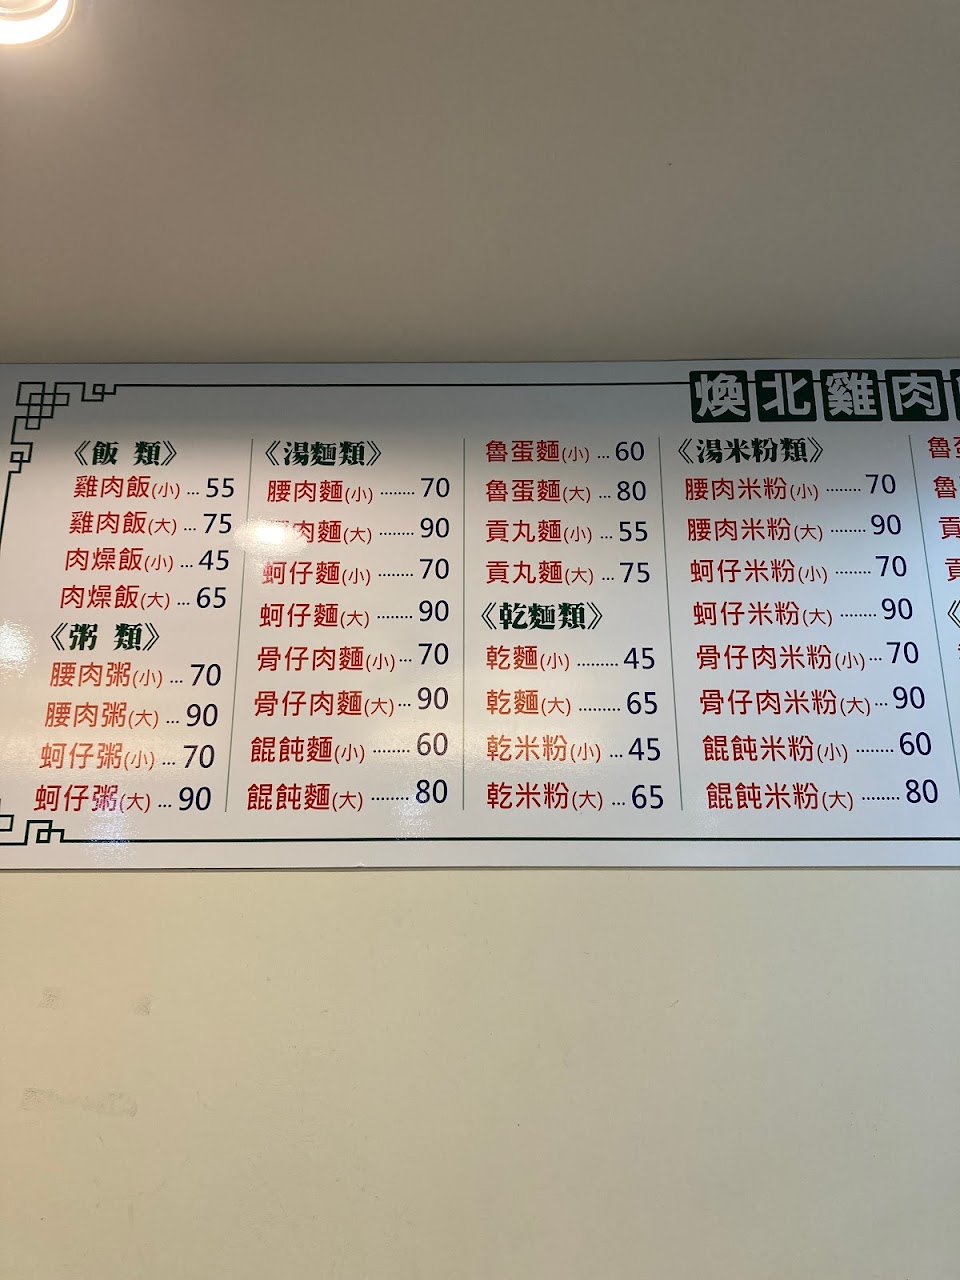 煥北雞肉
《飯 類》
雞肉飯(小) ... 55
雞肉飯(大) ... 75
肉燥飯(小) ... 45
肉燥飯(大) ... 65
《粥 類》
腰肉粥(小) ... 70
腰肉粥(大) ... 90
蚵仔粥(小) ... 70
蚵仔粥(大) ... 90
《湯麵類》
腰肉麵(小) ........ 70
肉麵(大) ........ 90
蚵仔麵(小) ........ 70
蚵仔麵(大) ........ 90
骨仔肉麵(小)... 70
骨仔肉麵(大)... 90
餛飩麵(小) ........ 60
餛飩麵(大) ........ 80
魯蛋麵(小) ... 60
魯蛋麵(大) ... 80
貢丸麵(小) ... 55
貢丸麵(大) ... 75
《乾麵類》
乾麵(小) ......... 45
乾麵(大) ......... 65
乾米粉(小) ... 45
乾米粉(大) ... 65
《湯米粉類》
腰肉米粉(小) ........ 70
腰肉米粉(大) ........ 90
蚵仔米粉(小) ........ 70
蚵仔米粉(大) ........ 90
骨仔肉米粉(小)... 70
骨仔肉米粉(大)... 90
餛飩米粉(小) ........ 60
餛飩米粉(大) ........ 80
魯
魯
貢
貢